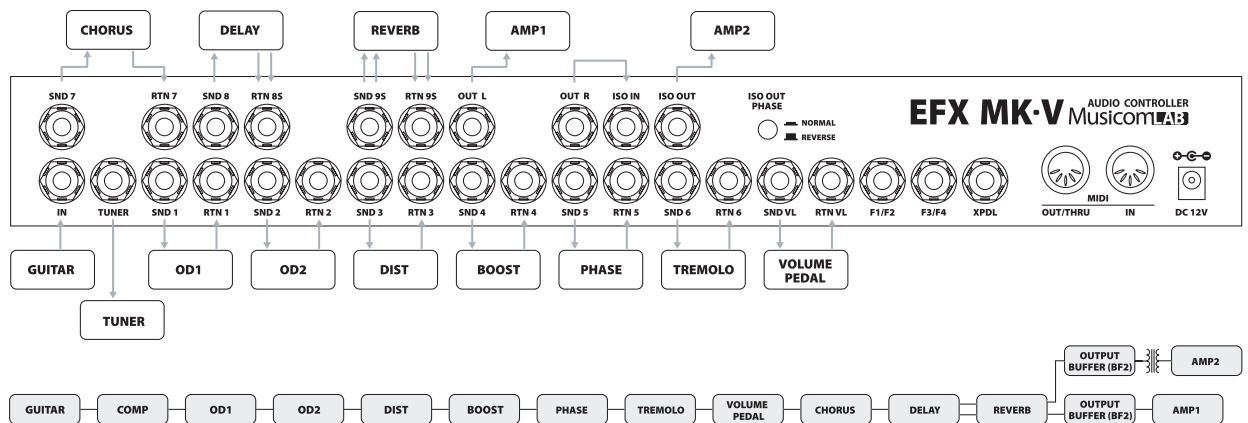 CHORUS DELAY REVERB AMP1 AMP2
SND 7 RTN 7 SND 8 RTN 8S SND 9S RTN 9S OUT L OUT R ISO IN ISO OUT ISO OUT PHASE
NORMAL
REVERSE
EFX MK·V AUDIO CONTROLLER MusicomLAB
IN TUNER SND 1 RTN 1 SND 2 RTN 2 SND 3 RTN 3 SND 4 RTN 4 SND 5 RTN 5 SND 6 RTN 6 SND VL RTN VL F1/F2 F3/F4 XPDL
MIDI
OUT/THRU IN DC 12V
GUITAR OD1 OD2 DIST BOOST PHASE TREMOLO VOLUME PEDAL
TUNER
OUTPUT BUFFER (BF2) AMP2
GUITAR COMP OD1 OD2 DIST BOOST PHASE TREMOLO VOLUME PEDAL CHORUS DELAY REVERB OUTPUT BUFFER (BF2) AMP1